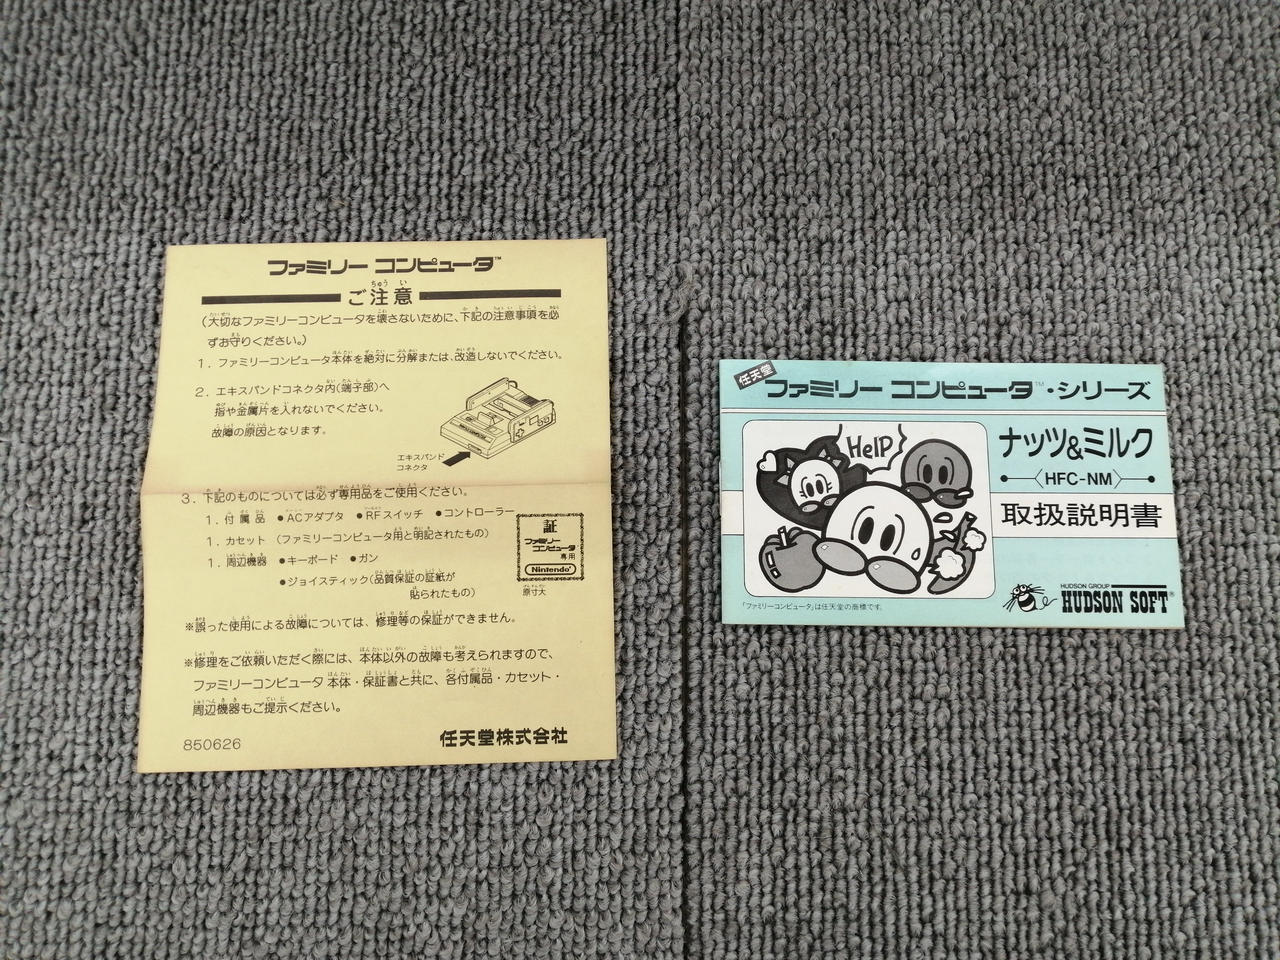 ファミリー コンピュータ™
ご注意
(大切なファミリーコンピュータを壊さないために、下記の注意事項を必
ずお守りください。)
1. ファミリーコンピュータ本体を絶対に分解または、改造しないでください。
2. エキスパンドコネクタ内(端子部)へ
指や金属片を入れないでください。
故障の原因となります。
エキスパンド
コネクタ
3. 下記のものについては必ず専用品をご使用ください。
1. 付属品 ●ACアダプタ ●RFスイッチ ●コントローラー
1. カセット (ファミリーコンピュータ用と明記されたもの)
1. 周辺機器 ●キーボード ●ガン
●ジョイスティック(品質保証の証紙が
貼られたもの)
証
ファミリー
コンピュータ
専用
Nintendo®
原寸大
※誤った使用による故障については、修理等の保証ができません。
※修理をご依頼いただく際には、本体以外の故障も考えられますので、
ファミリーコンピュータ 本体・保証書と共に、各付属品・カセット・
周辺機器もご提示ください。
850626
任天堂株式会社
任天堂
ファミリー コンピュータ™・シリーズ
HelP
ナッツ&ミルク
HFC-NM
取扱説明書
「ファミリーコンピュータ」は任天堂の商標です。
HUDSON GROUP
HUDSON SOFT®